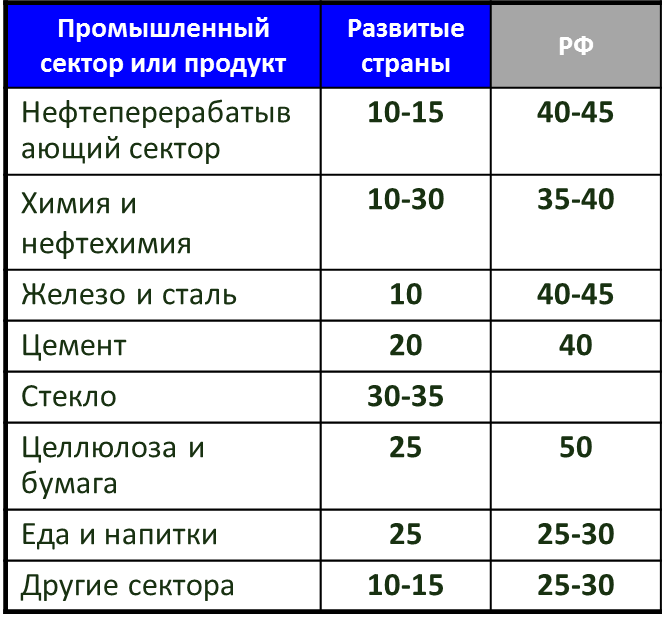 Промышленный сектор или продукт Развитые страны РФ
Нефтеперерабатывающий сектор 10-15 40-45
Химия и нефтехимия 10-30 35-40
Железо и сталь 10 40-45
Цемент 20 40
Стекло 30-35
Целлюлоза и бумага 25 50
Еда и напитки 25 25-30
Другие сектора 10-15 25-30